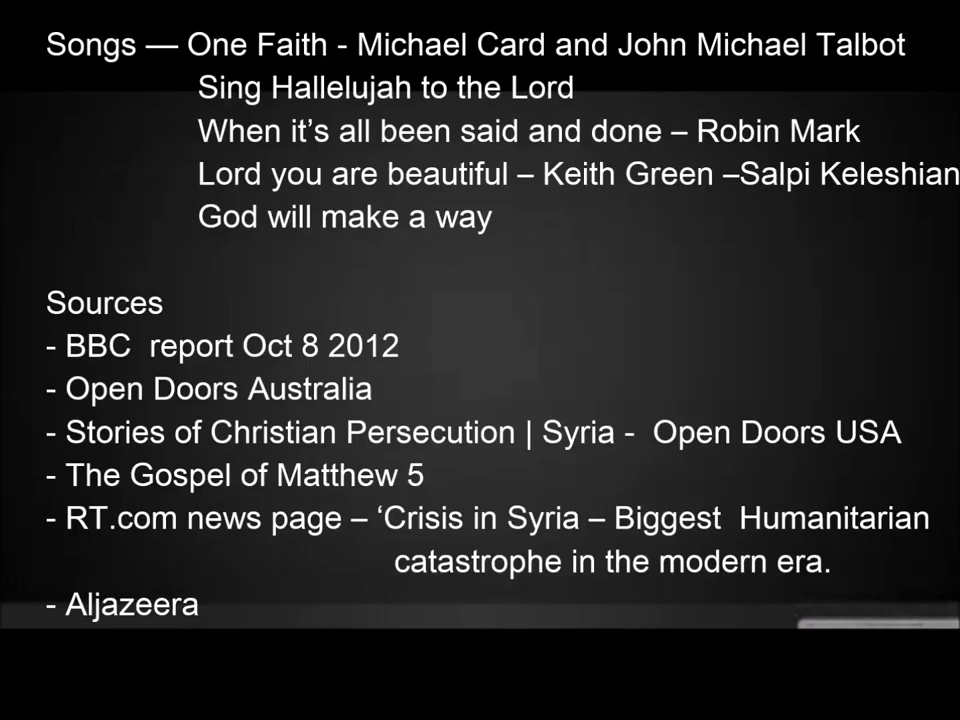 Songs — One Faith - Michael Card and John Michael Talbot
Sing Hallelujah to the Lord
When it’s all been said and done – Robin Mark
Lord you are beautiful – Keith Green –Salpi Keleshian
God will make a way
Sources
- BBC  report Oct 8 2012
- Open Doors Australia
- Stories of Christian Persecution | Syria -  Open Doors USA
- The Gospel of Matthew 5
- RT.com news page – ‘Crisis in Syria – Biggest  Humanitarian
catastrophe in the modern era.
- Aljazeera